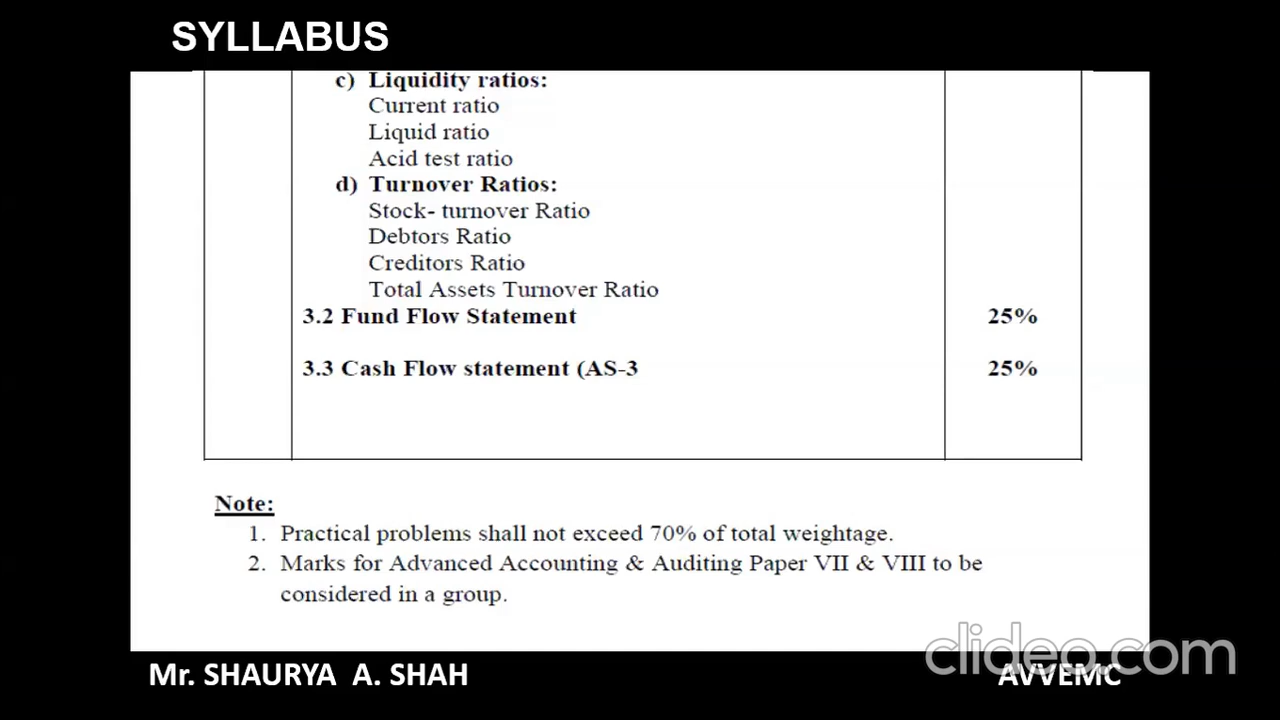 SYLLABUS
c) Liquidity ratios:
Current ratio
Liquid ratio
Acid test ratio
d) Turnover Ratios:
Stock- turnover Ratio
Debtors Ratio
Creditors Ratio
Total Assets Turnover Ratio
3.2 Fund Flow Statement 25%
3.3 Cash Flow statement (AS-3 25%
Note:
1. Practical problems shall not exceed 70% of total weightage.
2. Marks for Advanced Accounting & Auditing Paper VII & VIII to be
considered in a group.
clideo.com
Mr. SHAURYA A. SHAH AVVEMC